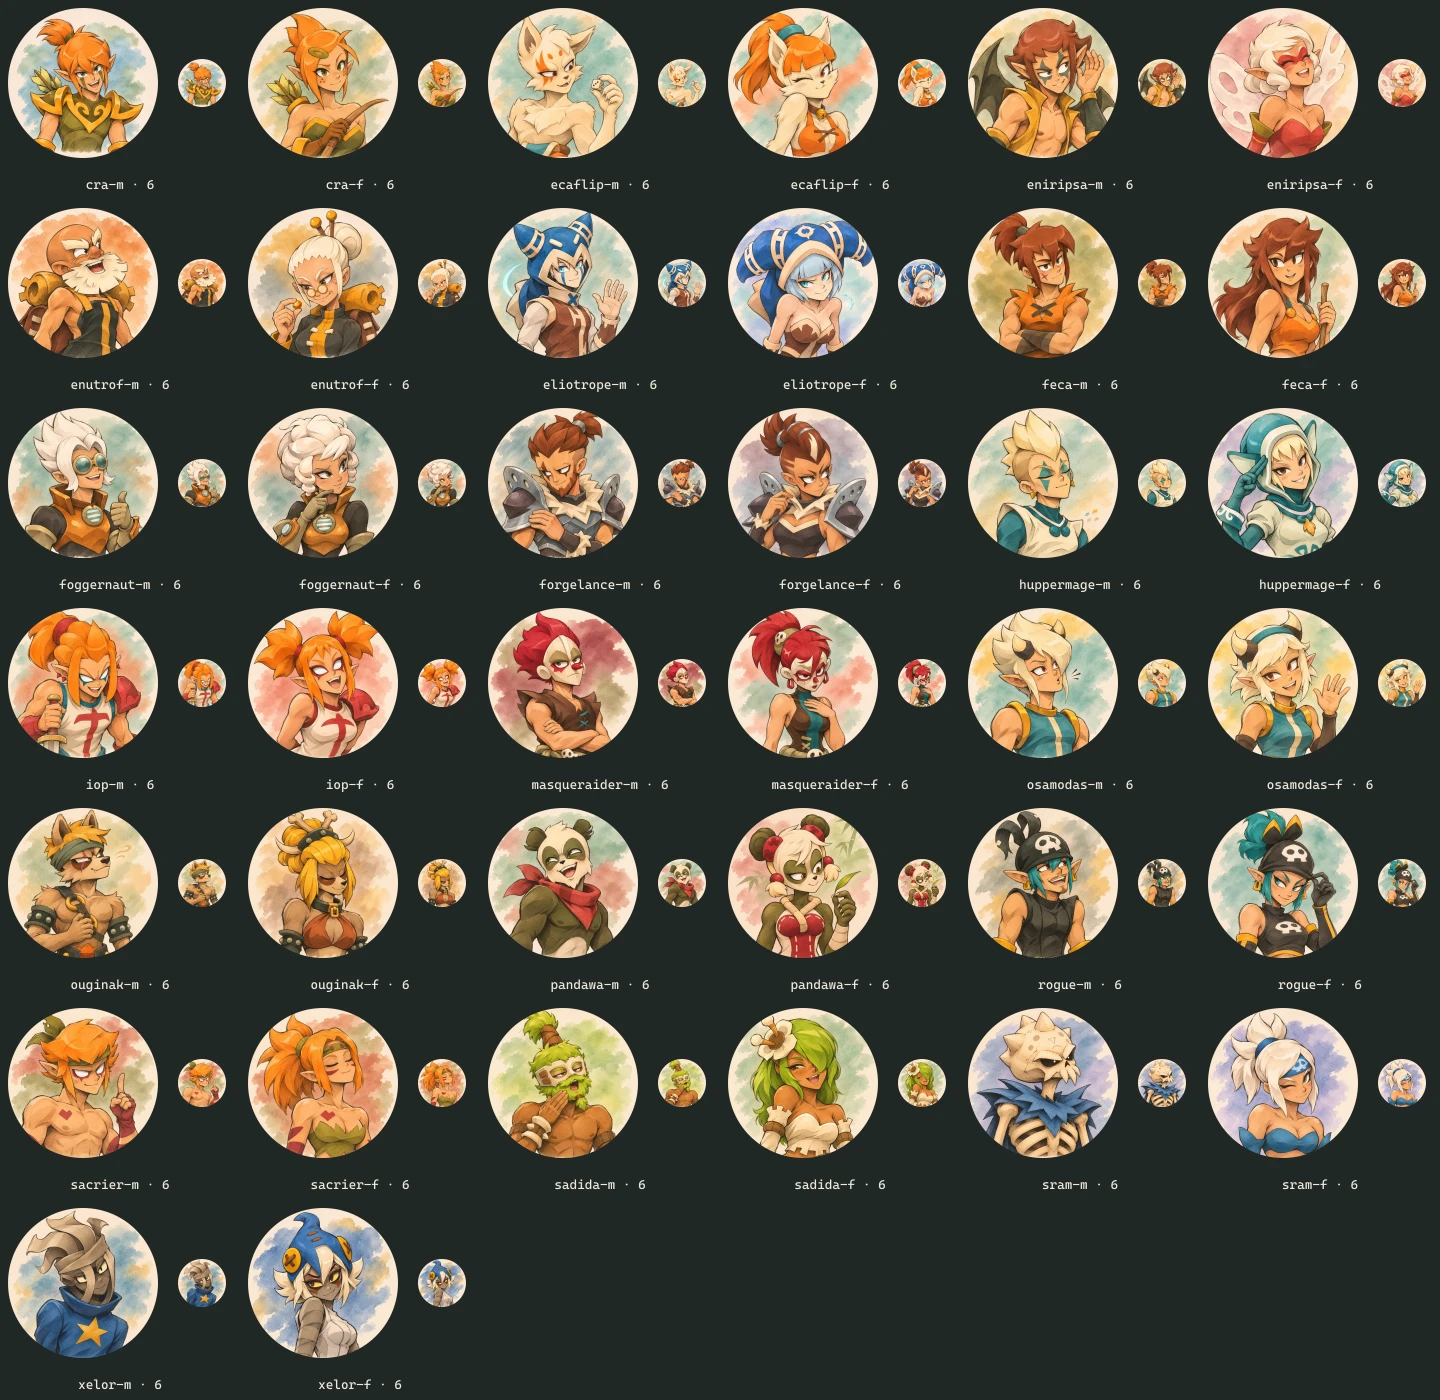 cra-m · 6
cra-f · 6
ecaflip-m · 6
ecaflip-f · 6
eniripsa-m · 6
eniripsa-f · 6
enutrof-m · 6
enutrof-f · 6
eliotrope-m · 6
eliotrope-f · 6
feca-m · 6
feca-f · 6
foggernaut-m · 6
foggernaut-f · 6
forgelance-m · 6
forgelance-f · 6
huppermage-m · 6
huppermage-f · 6
iop-m · 6
iop-f · 6
masqueraider-m · 6
masqueraider-f · 6
osamodas-m · 6
osamodas-f · 6
ouginak-m · 6
ouginak-f · 6
pandawa-m · 6
pandawa-f · 6
rogue-m · 6
rogue-f · 6
sacrier-m · 6
sacrier-f · 6
sadida-m · 6
sadida-f · 6
sram-m · 6
sram-f · 6
xelor-m · 6
xelor-f · 6